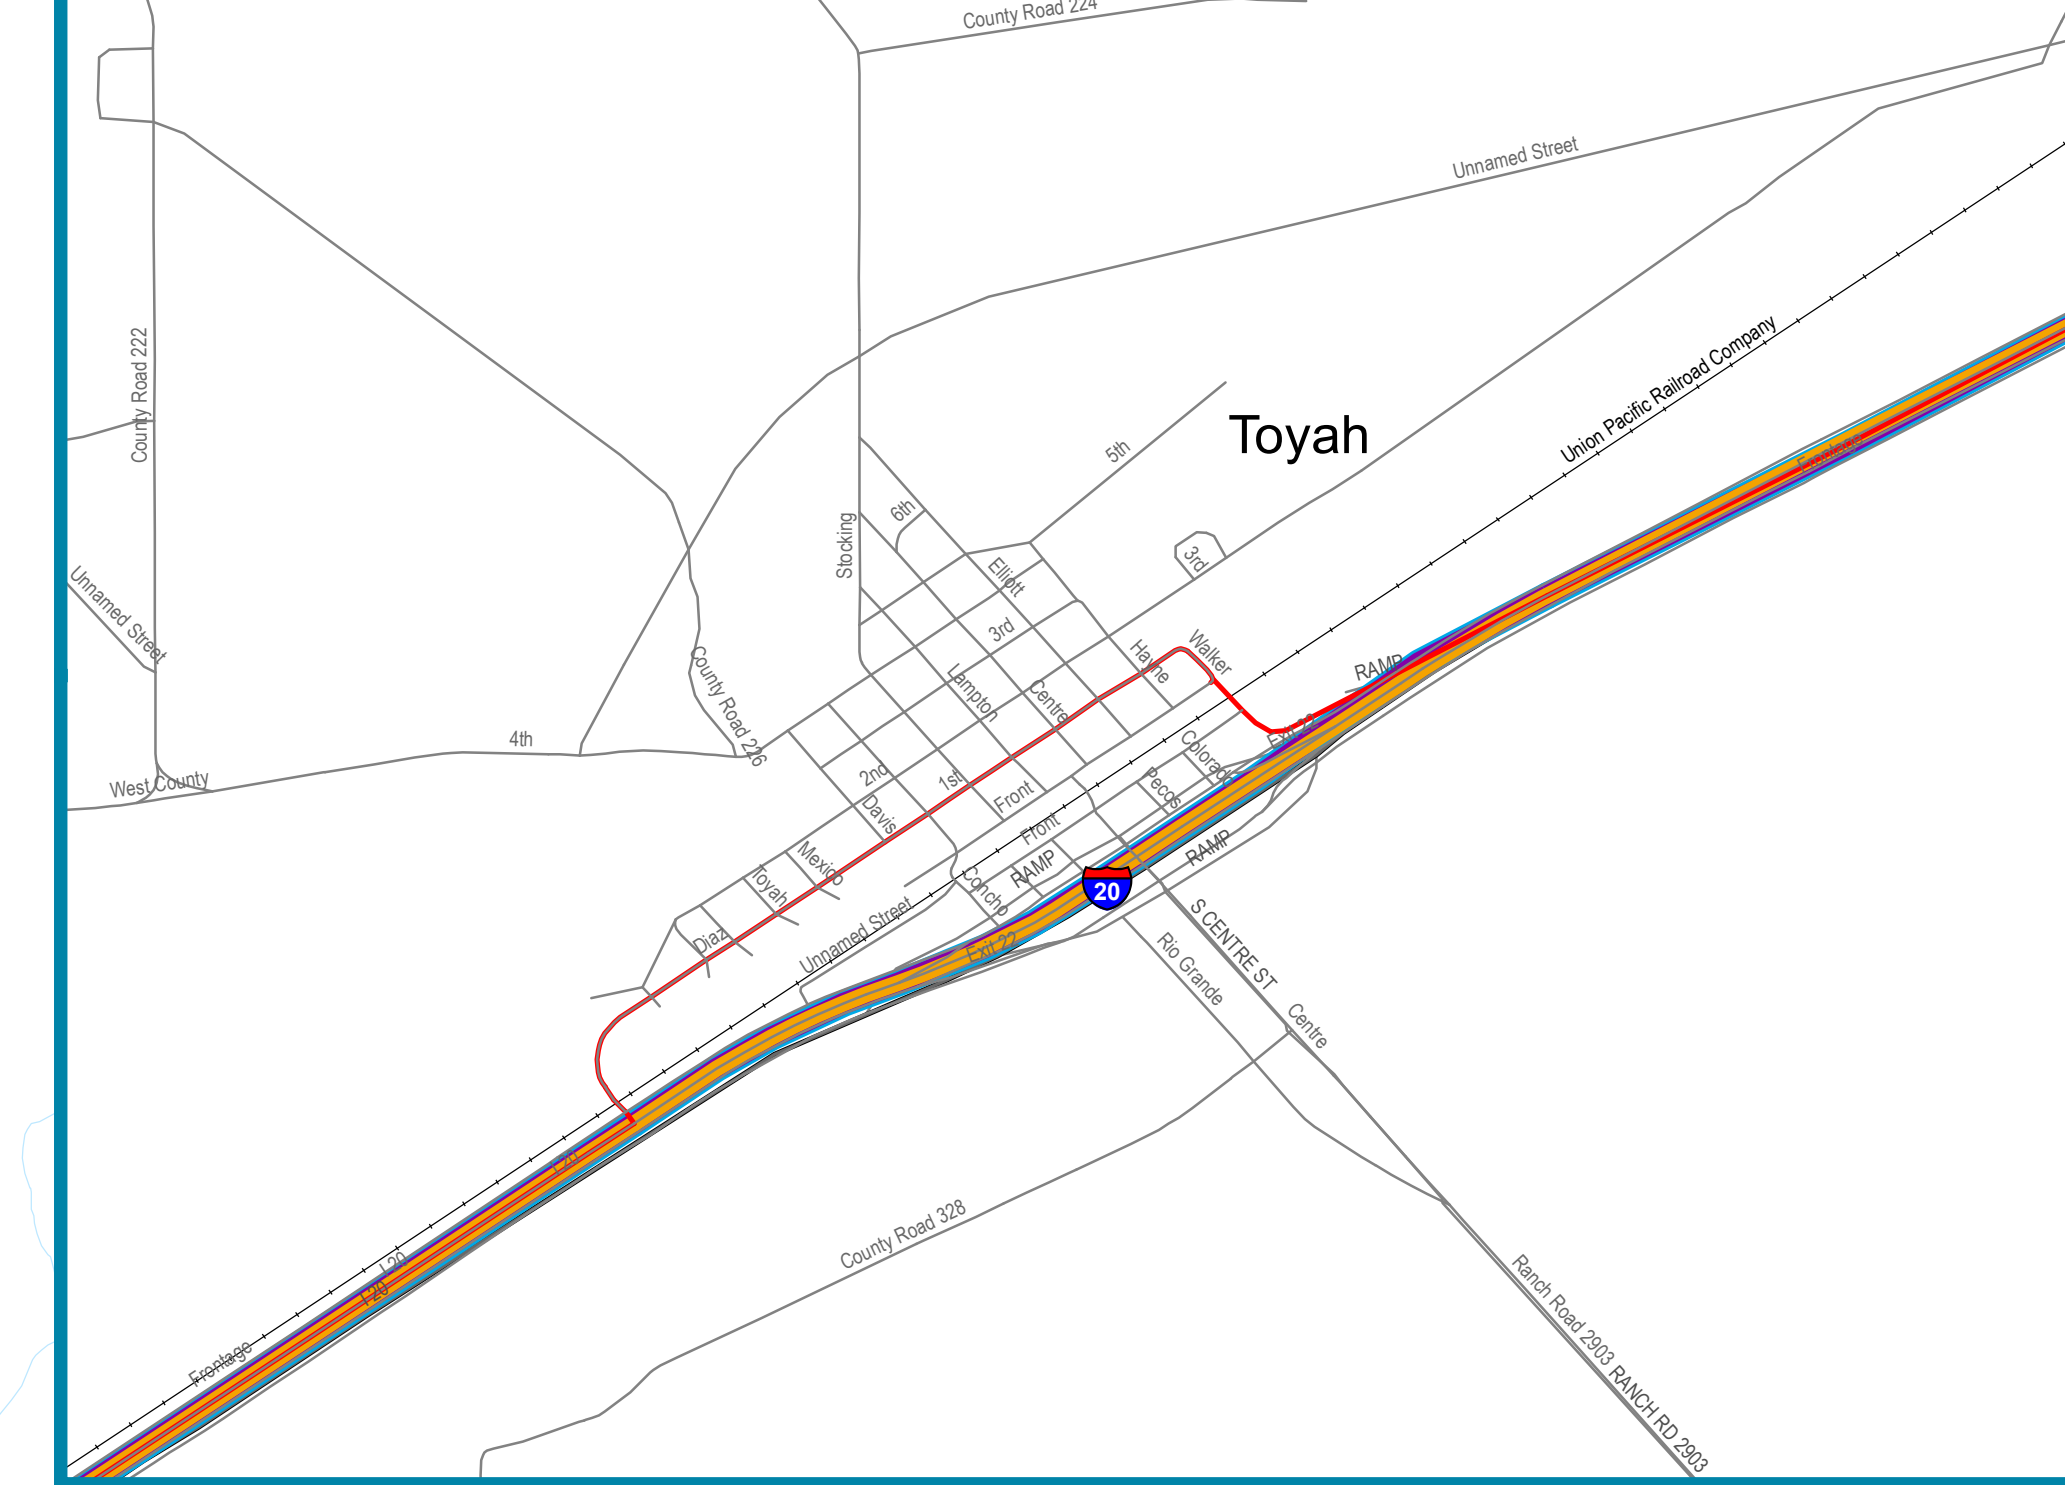 County Road 224
Unnamed Street
County Road 222
Union Pacific Railroad Company
Toyah
5th
Frontage
6th
Stocking
3rd
Elliott
Unnamed Street
3rd
Walker
Hayne
RAMP
County Road 226
Lampton
Centre
4th
Exit 22
Colorado
West County
2nd
1st
Pecos
Front
Davis
Front
RAMP
Mexico
RAMP
Toyah
Concho
20
Diaz
Unnamed Street
Exit 22
S CENTRE ST
Rio Grande
Centre
I 20
County Road 328
I 20
I 20
Frontage
Ranch Road 2903
RANCH RD 2903